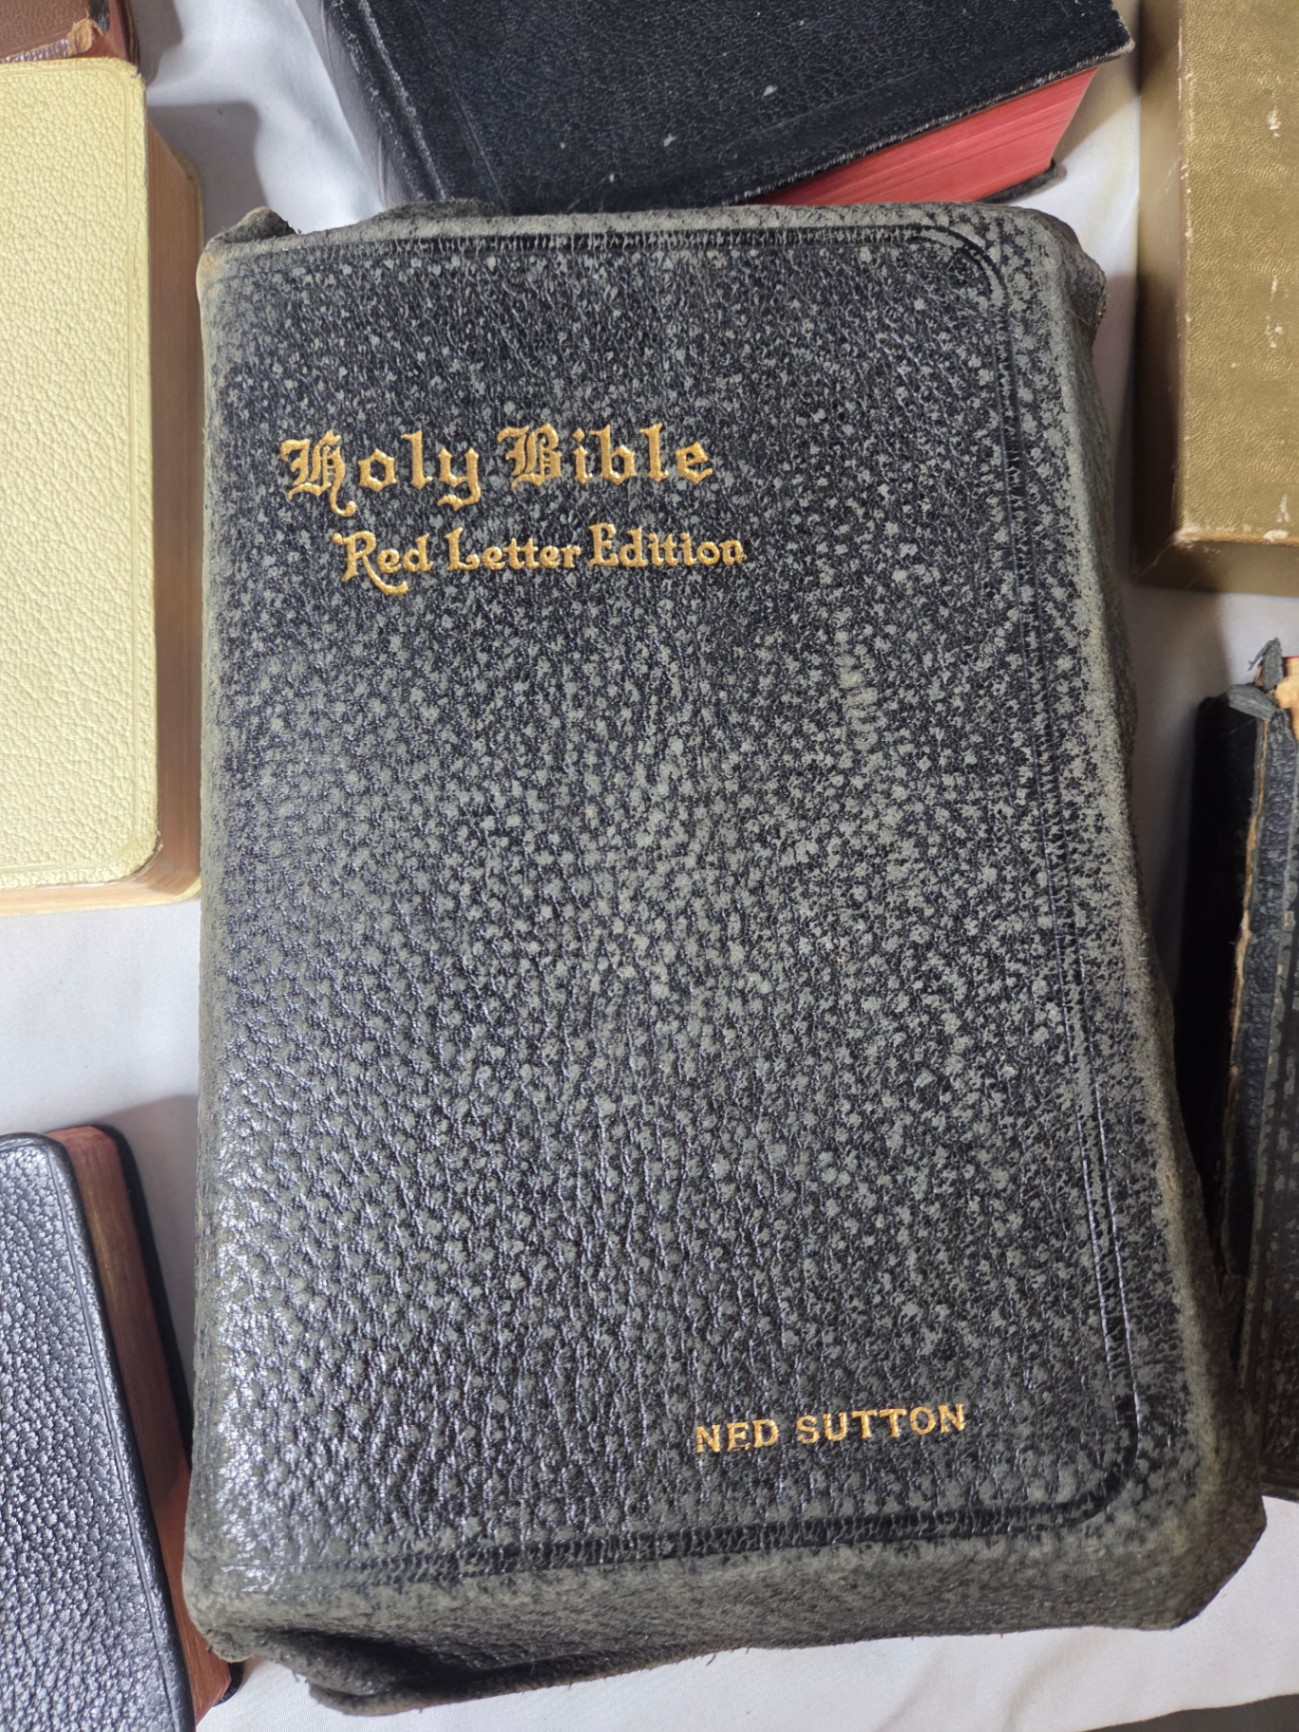 Holy Bible
Red Letter Edition
NED SUTTON